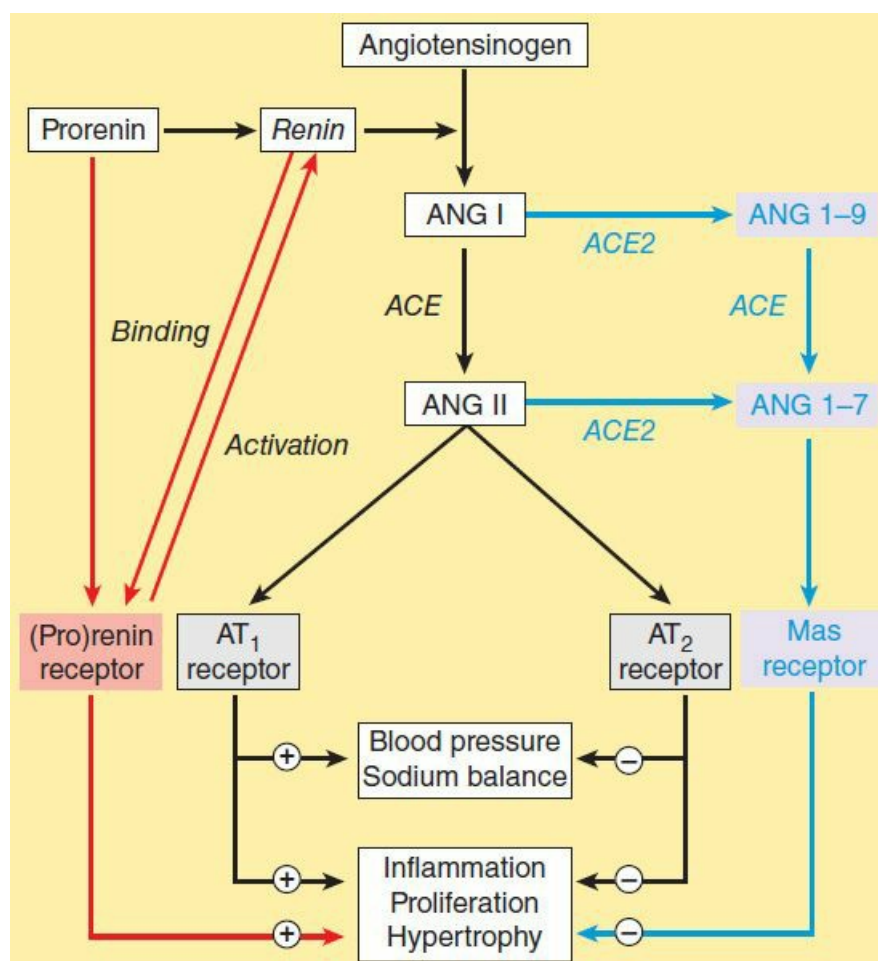 Angiotensinogen
Prorenin
Renin
ANG I
ACE2
ANG 1–9
ACE
ACE
Binding
ANG II
ACE2
ANG 1–7
Activation
(Pro)renin
receptor
AT1
receptor
AT2
receptor
Mas
receptor
+
Blood pressure
Sodium balance
−
+
Inflammation
Proliferation
Hypertrophy
−
+
−